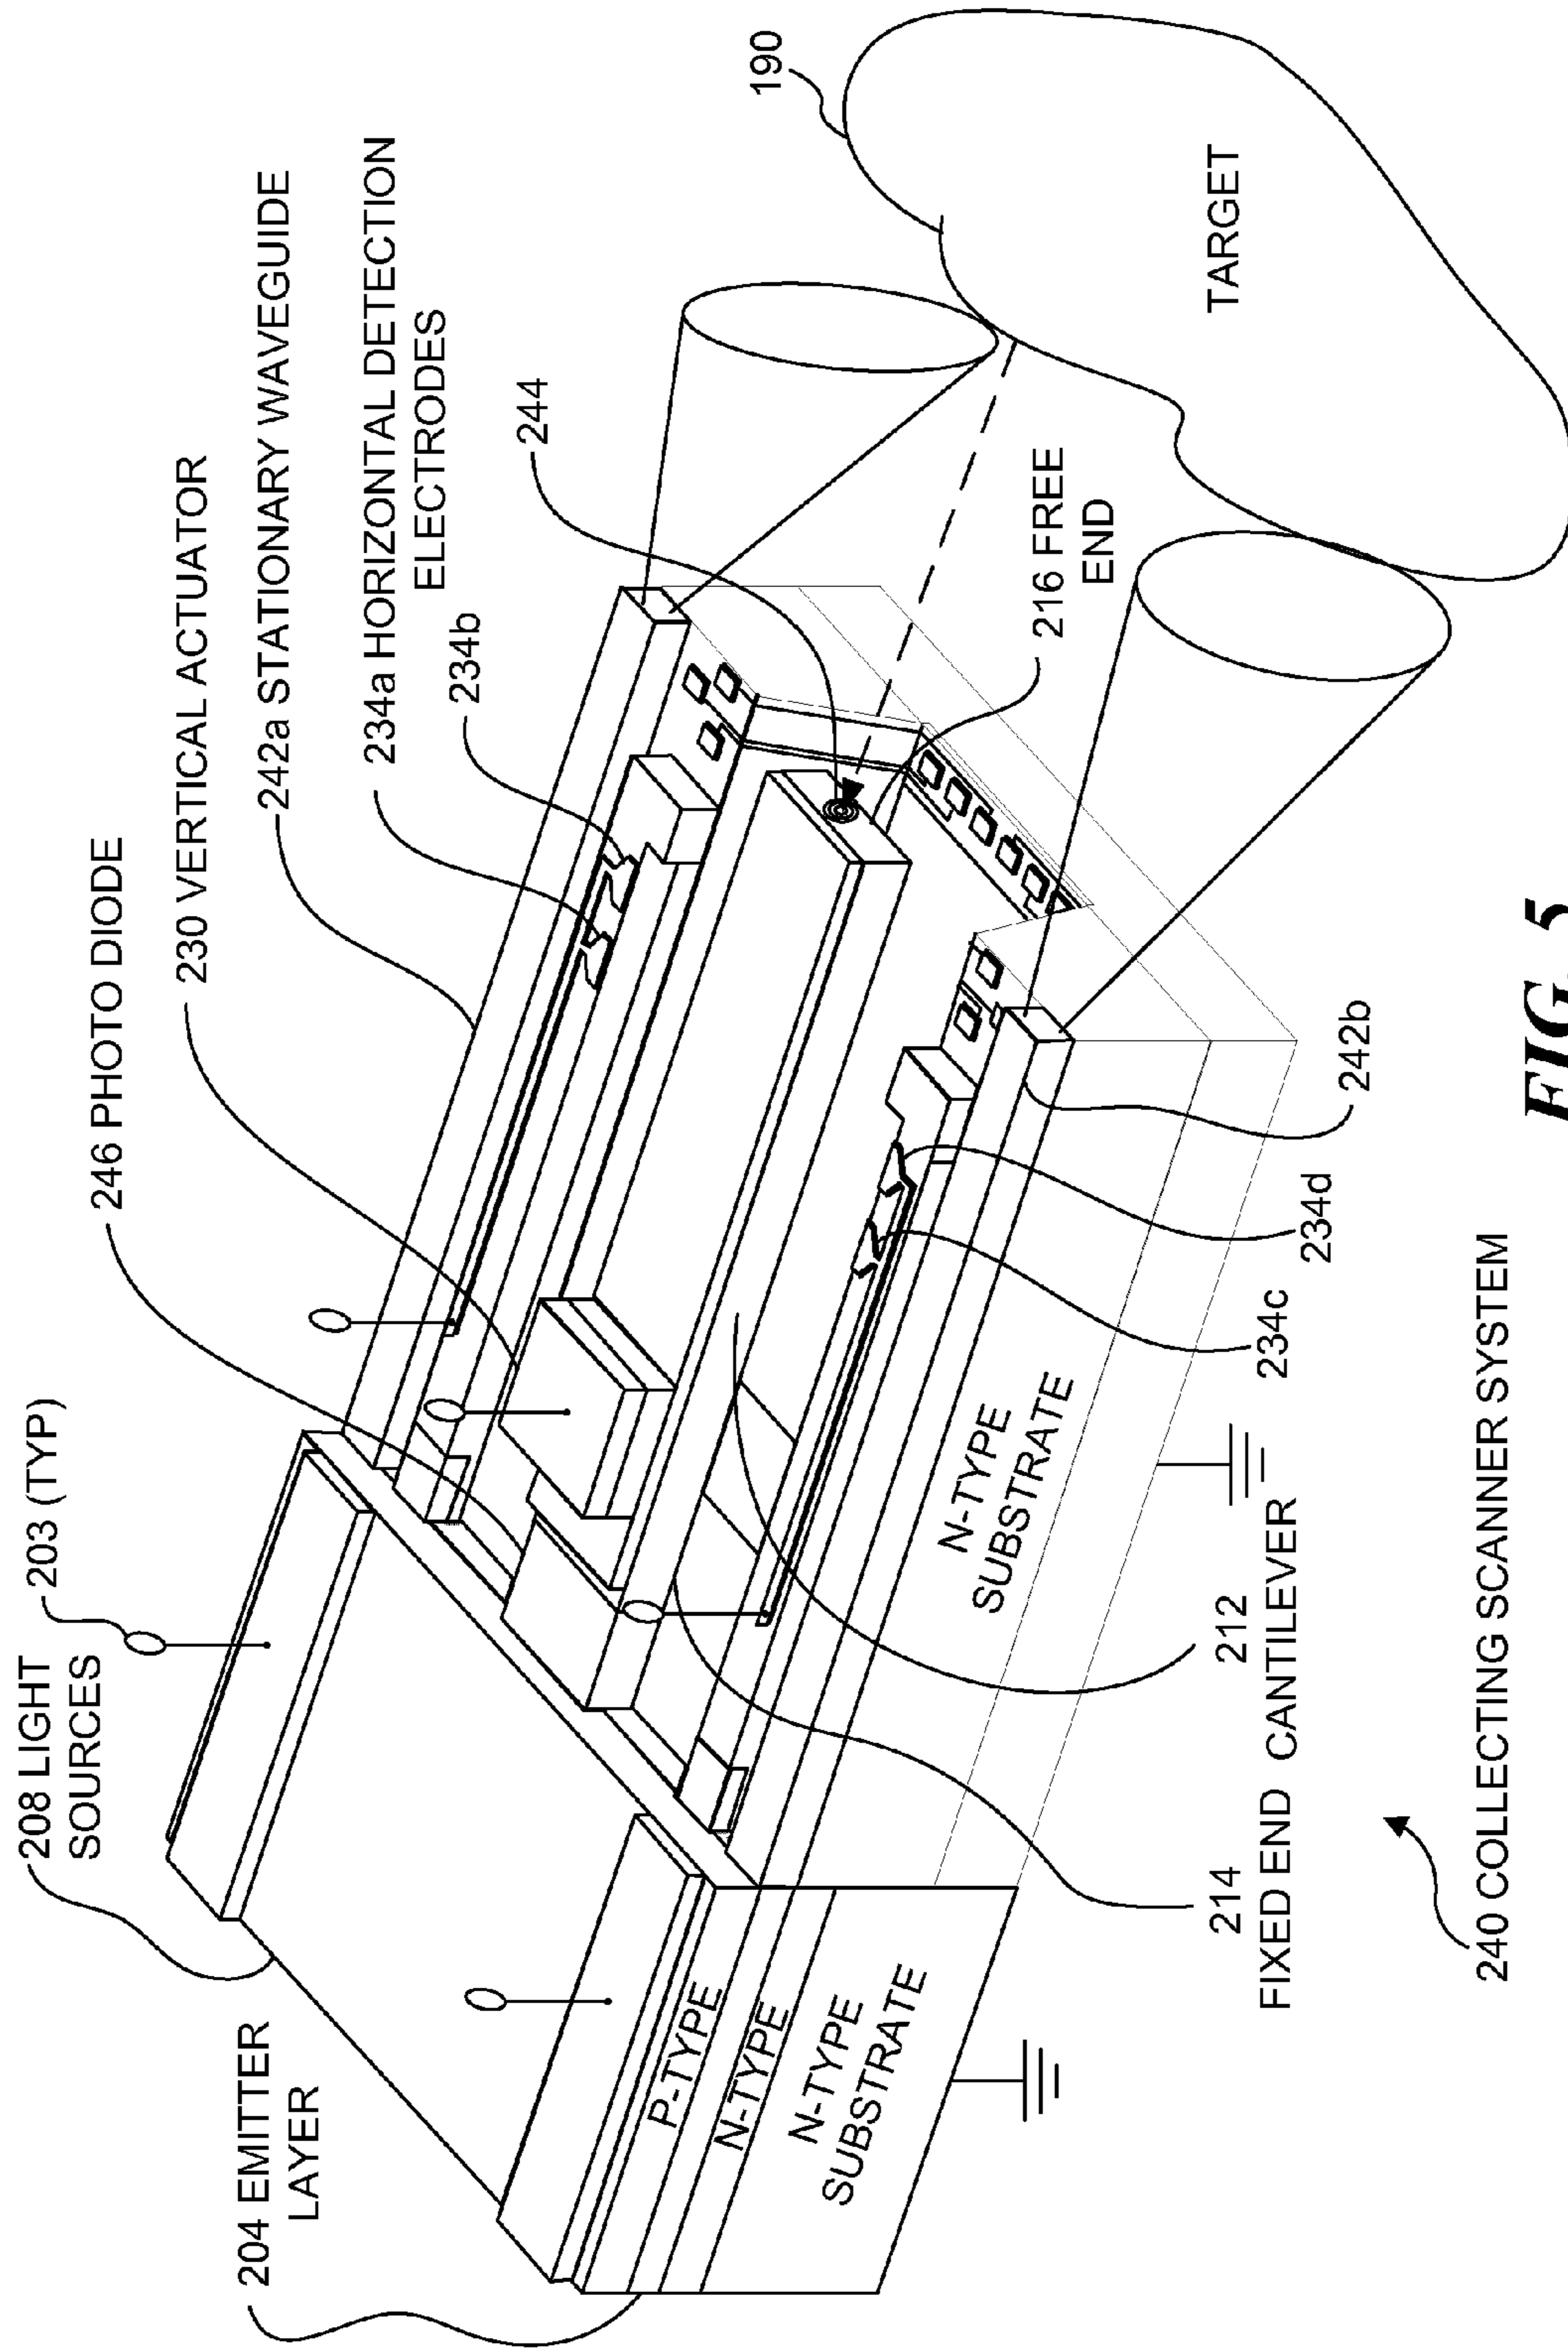 208 LIGHT
SOURCES
203 (TYP)
246 PHOTO DIODE
230 VERTICAL ACTUATOR
242a STATIONARY WAVEGUIDE
234a HORIZONTAL DETECTION
ELECTRODES
234b
244
190
204 EMITTER
LAYER
TARGET
216 FREE
END
P-TYPE
N-TYPE
N-TYPE
SUBSTRATE
N-TYPE
SUBSTRATE
242b
234d
234c
212
214
FIXED END CANTILEVER
240 COLLECTING SCANNER SYSTEM
FIG. 5